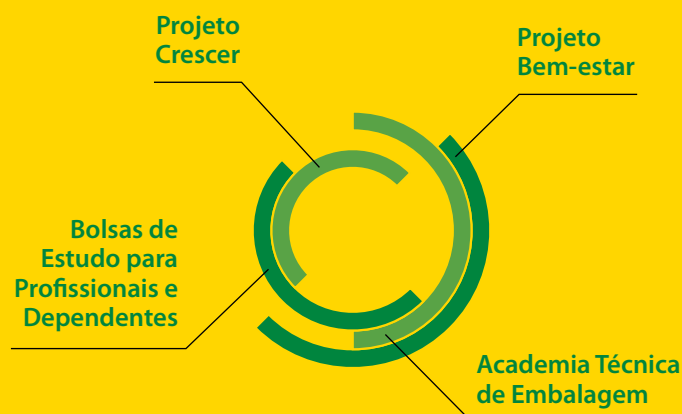 Projeto
Crescer
Projeto
Bem-estar
Bolsas de
Estudo para
Profissionais e
Dependentes
Academia Técnica
de Embalagem